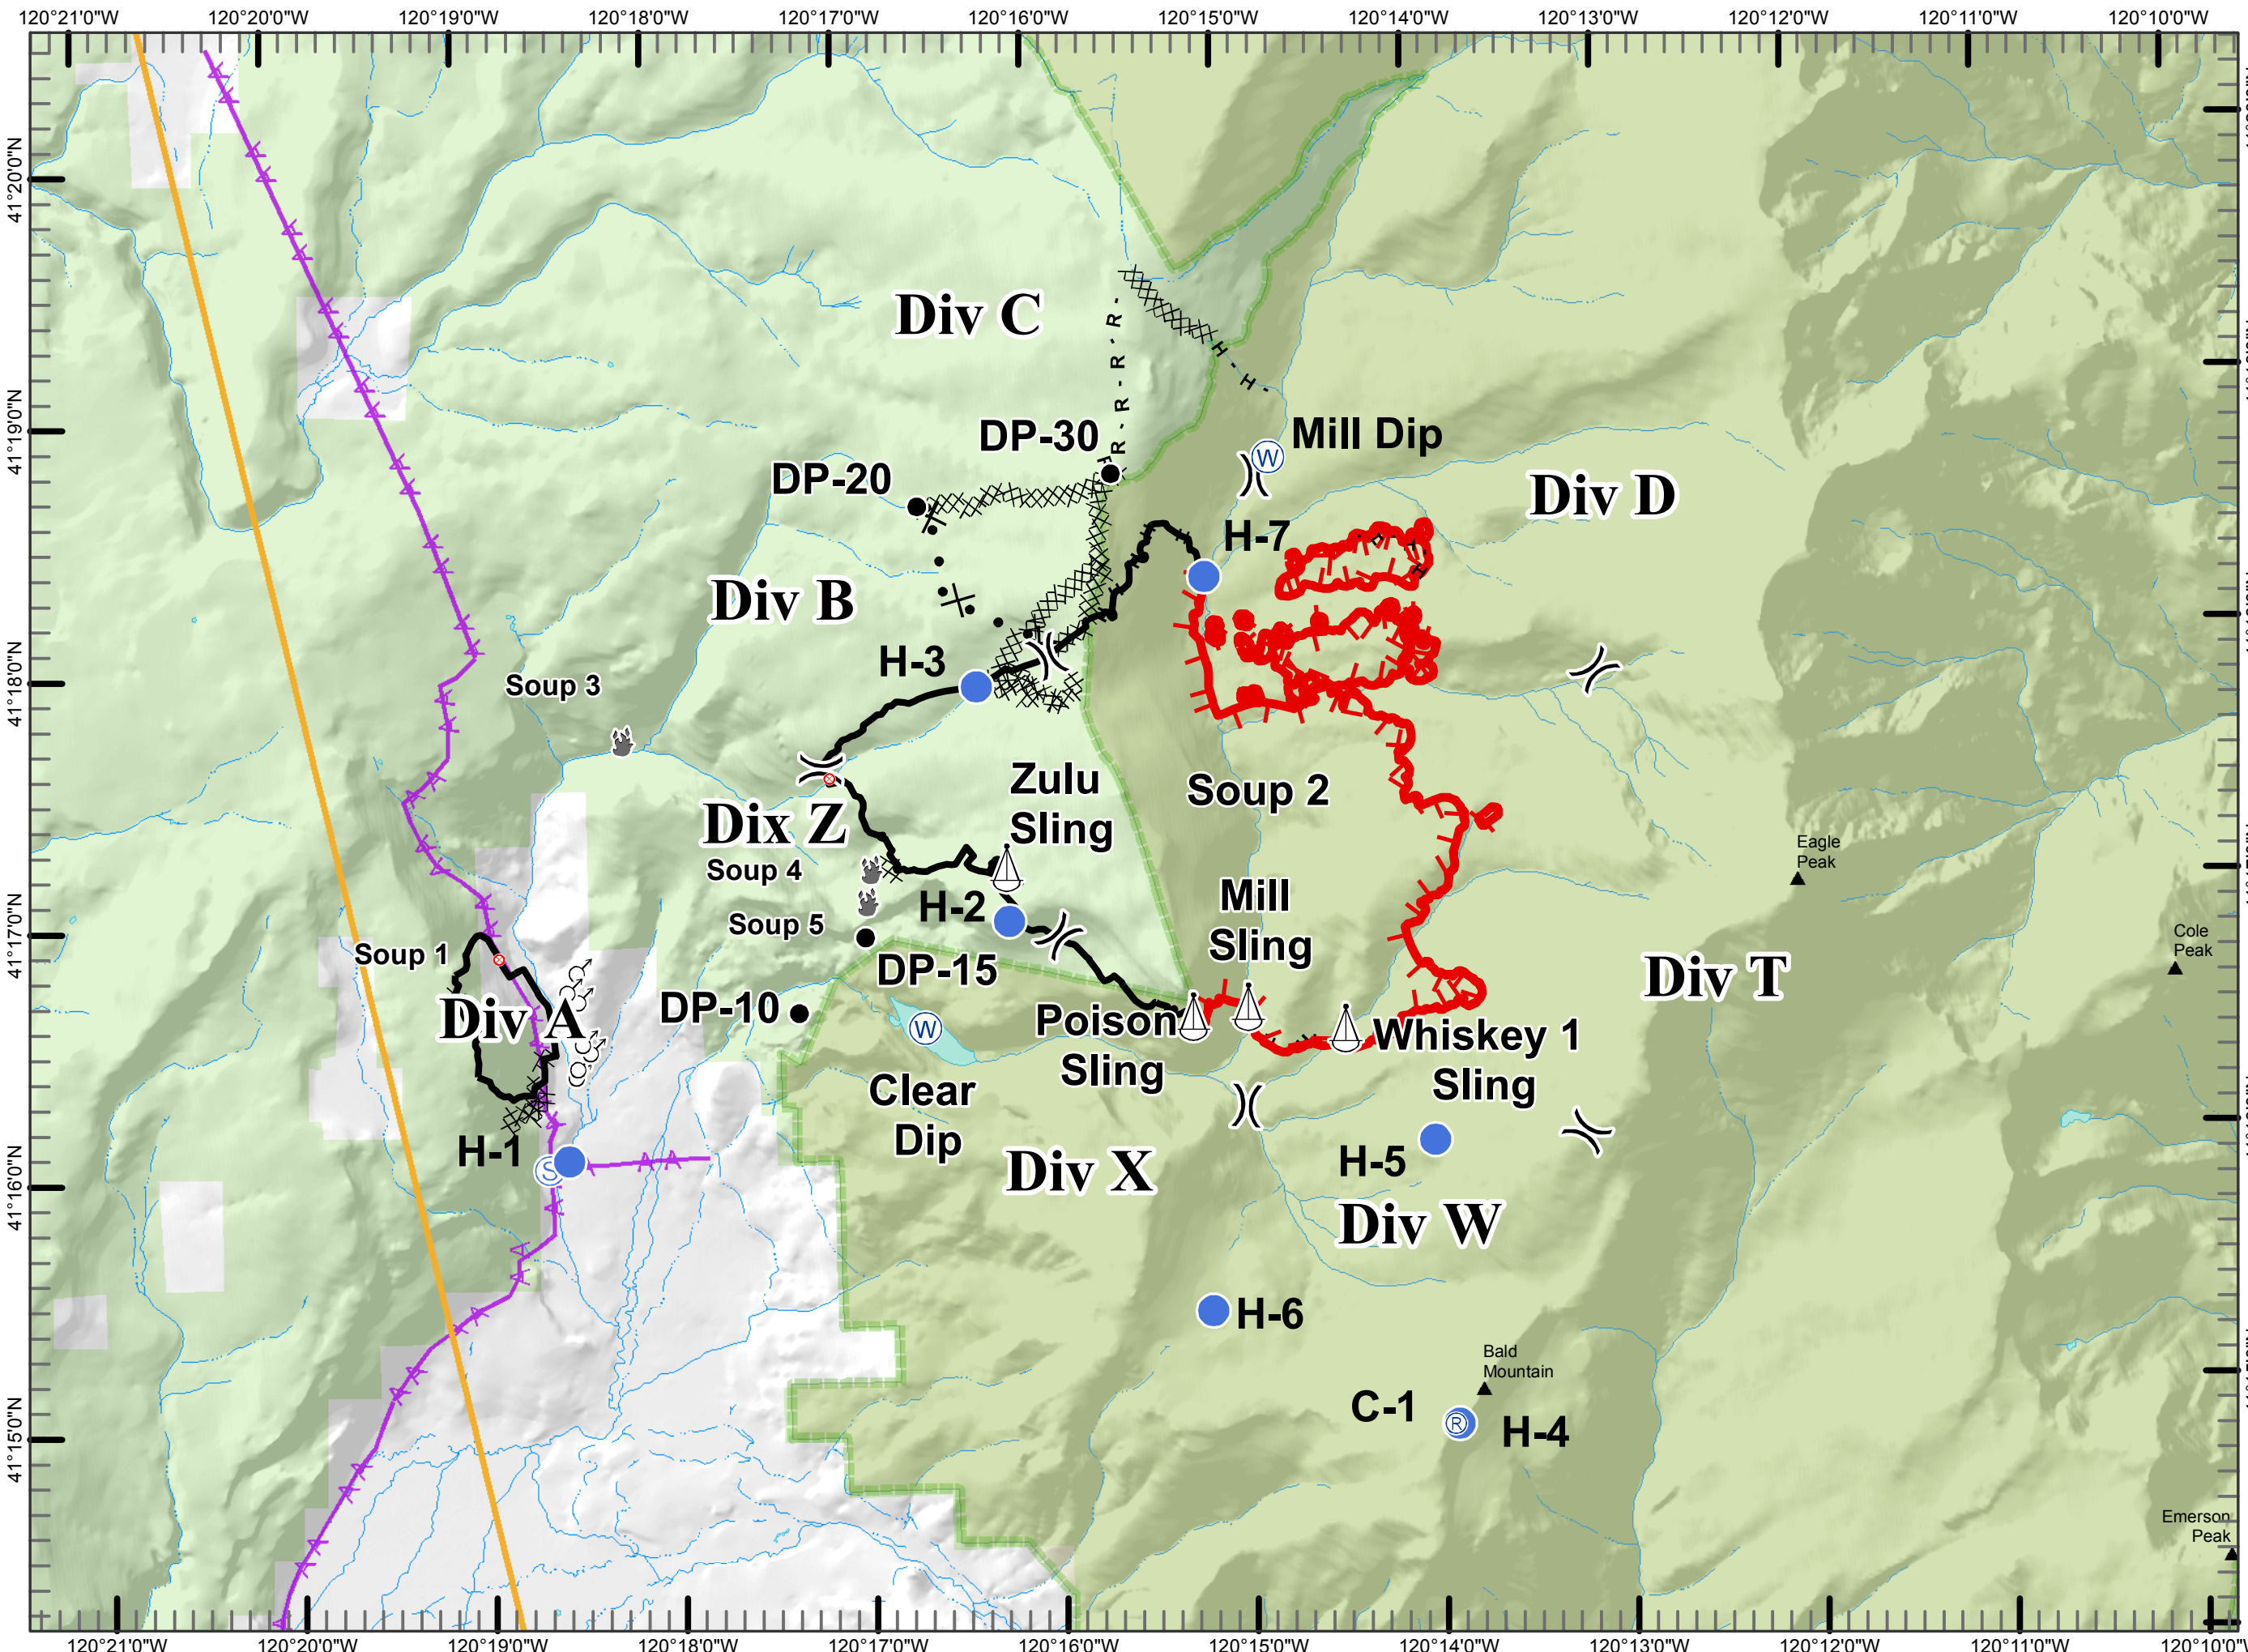 120°21'0"W 120°20'0"W 120°19'0"W 120°18'0"W 120°17'0"W 120°16'0"W 120°15'0"W 120°14'0"W 120°13'0"W 120°12'0"W 120°11'0"W 120°10'0"W
41°20'0"N
Div C
R
R
R
R
H
H
41°19'0"N
DP-30
Mill Dip
W
DP-20
Div D
H-7
Div B
H-3
41°18'0"N
Soup 3
Zulu
Sling
Soup 2
Dix Z
Eagle
Peak
Soup 4
Mill
Sling
H-2
Soup 5
41°17'0"N
Cole
Peak
Soup 1
DP-15
Div T
Div A
DP-10
W
Poison
Sling
Whiskey 1
Sling
Clear
Dip
H-1
S
Div X
H-5
41°16'0"N
Div W
H-6
Bald
Mountain
C-1
R
H-4
41°15'0"N
Emerson
Peak
120°21'0"W 120°20'0"W 120°19'0"W 120°18'0"W 120°17'0"W 120°16'0"W 120°15'0"W 120°14'0"W 120°13'0"W 120°12'0"W 120°11'0"W 120°10'0"W